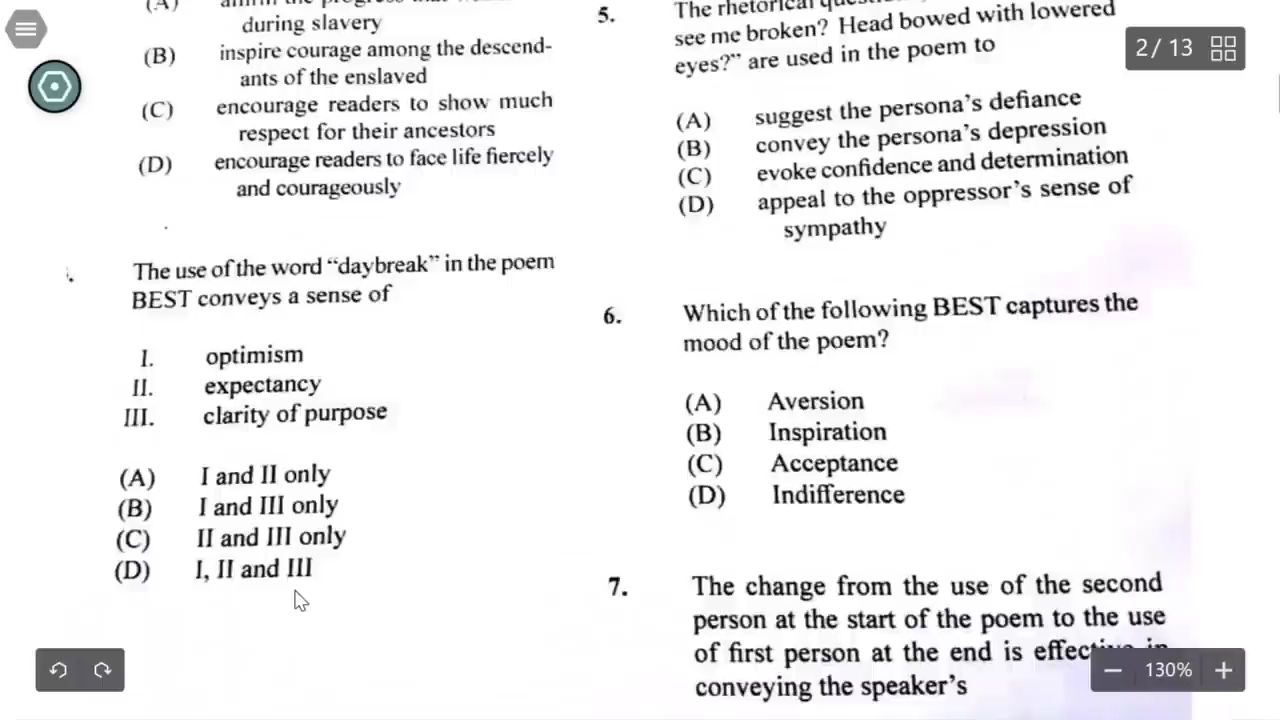 during slavery
(B) inspire courage among the descend-
ants of the enslaved
(C) encourage readers to show much
respect for their ancestors
(D) encourage readers to face life fiercely
and courageously
The use of the word “daybreak” in the poem
BEST conveys a sense of
I. optimism
II. expectancy
III. clarity of purpose
(A) I and II only
(B) I and III only
(C) II and III only
(D) I, II and III
5. The rhetorical
see me broken? Head bowed with lowered
eyes?” are used in the poem to
(A) suggest the persona’s defiance
(B) convey the persona’s depression
(C) evoke confidence and determination
(D) appeal to the oppressor’s sense of
sympathy
6. Which of the following BEST captures the
mood of the poem?
(A) Aversion
(B) Inspiration
(C) Acceptance
(D) Indifference
7. The change from the use of the second
person at the start of the poem to the use
of first person at the end is effective in
conveying the speaker’s
2 / 13
130%